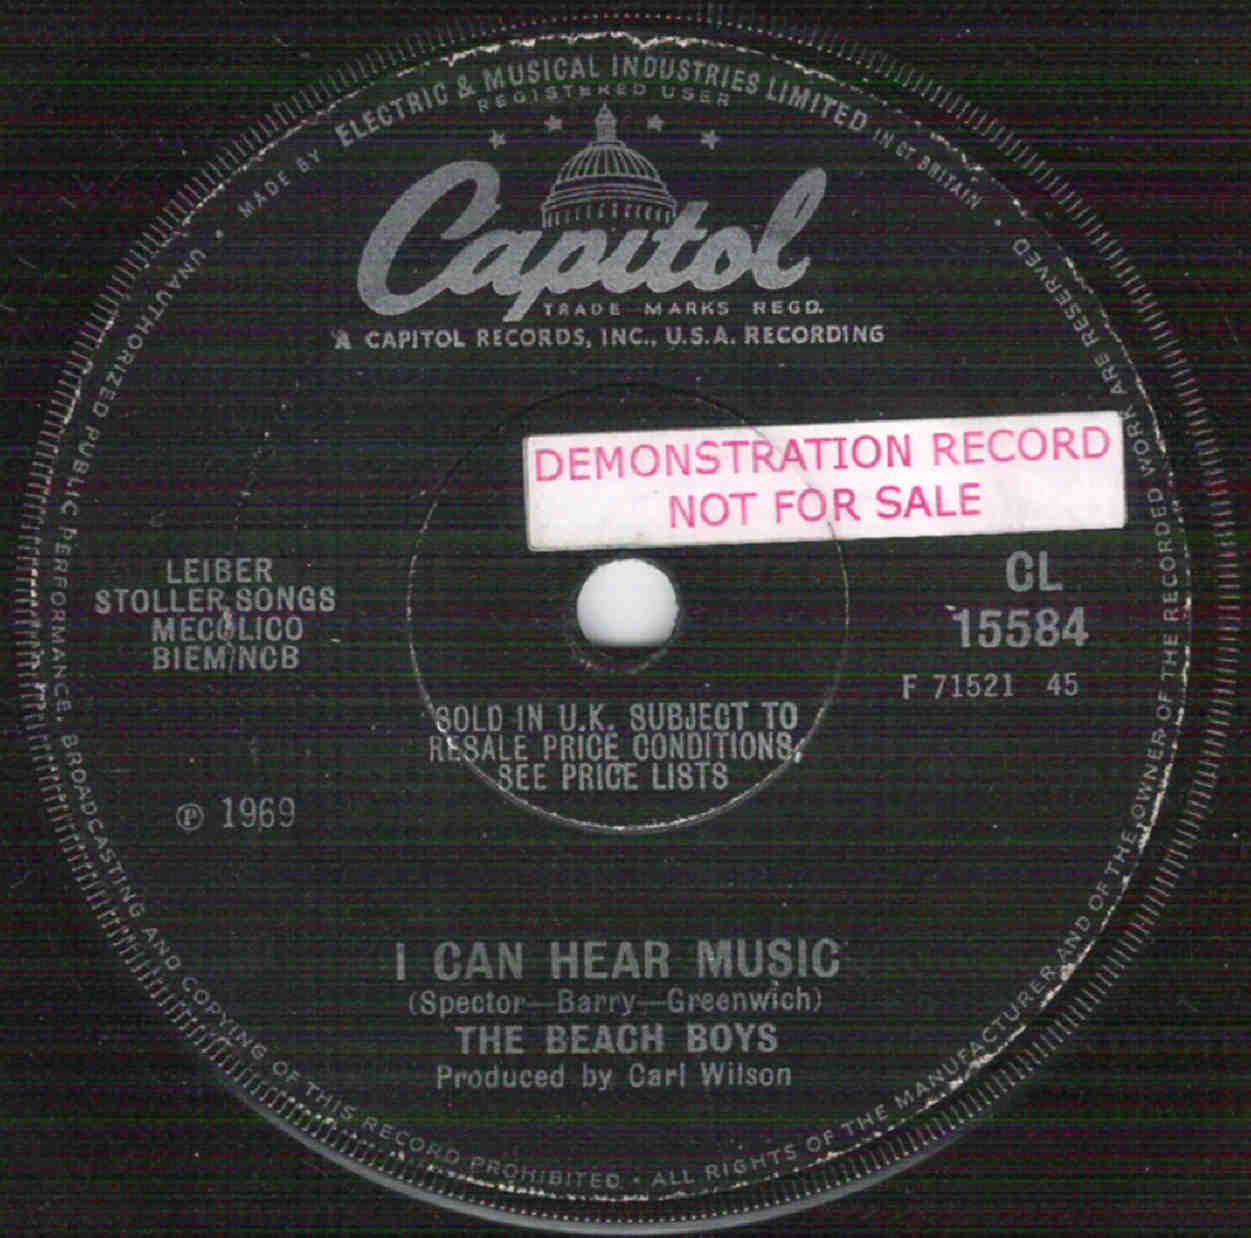 MADE BY ELECTRIC & MUSICAL INDUSTRIES LIMITED IN GT BRITAIN
REGISTERED USER
Capitol
TRADE MARKS REGD.
A CAPITOL RECORDS, INC., U.S.A. RECORDING
DEMONSTRATION RECORD
NOT FOR SALE
LEIBER
STOLLER SONGS
MECOLICO
BIEM/NCB
CL
15584
F 71521 45
SOLD IN U.K. SUBJECT TO
RESALE PRICE CONDITIONS,
SEE PRICE LISTS
℗ 1969
I CAN HEAR MUSIC
(Spector—Barry—Greenwich)
THE BEACH BOYS
Produced by Carl Wilson
UNAUTHORIZED PUBLIC PERFORMANCE, BROADCASTING AND COPYING OF THIS RECORD PROHIBITED · ALL RIGHTS OF THE MANUFACTURER AND OF THE OWNER OF THE RECORDED WORK ARE RESERVED